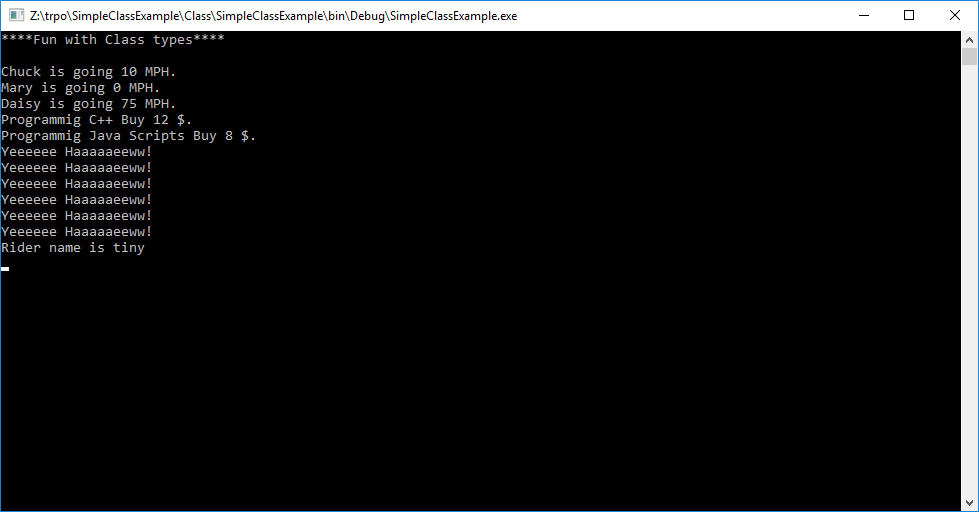 Z:\trpo\SimpleClassExample\Class\SimpleClassExample\bin\Debug\SimpleClassExample.exe
****Fun with Class types****
Chuck is going 10 MPH.
Mary is going 0 MPH.
Daisy is going 75 MPH.
Programmig C++ Buy 12 $.
Programmig Java Scripts Buy 8 $.
Yeeeeee Haaaaaeeww!
Yeeeeee Haaaaaeeww!
Yeeeeee Haaaaaeeww!
Yeeeeee Haaaaaeeww!
Yeeeeee Haaaaaeeww!
Yeeeeee Haaaaaeeww!
Rider name is tiny